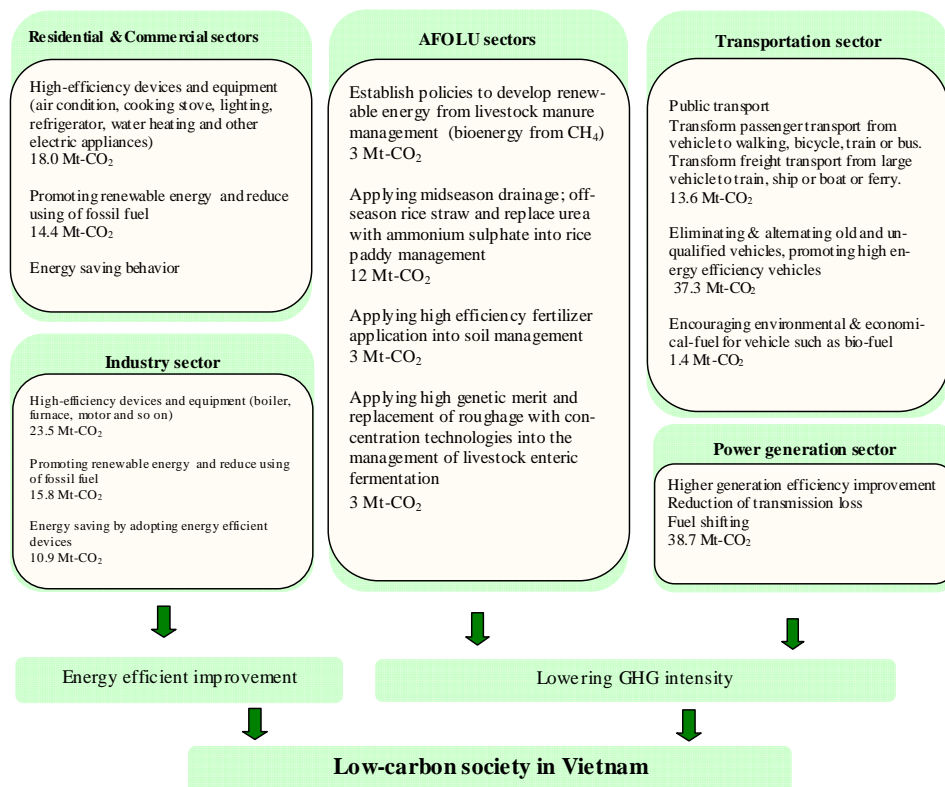 Residential & Commercial sectors
High-efficiency devices and equipment
(air condition, cooking stove, lighting,
refrigerator, water heating and other
electric appliances)
18.0 Mt-CO₂
Promoting renewable energy and reduce
using of fossil fuel
14.4 Mt-CO₂
Energy saving behavior
Industry sector
High-efficiency devices and equipment (boiler,
furnace, motor and so on)
23.5 Mt-CO₂
Promoting renewable energy and reduce using
of fossil fuel
15.8 Mt-CO₂
Energy saving by adopting energy efficient
devices
10.9 Mt-CO₂
AFOLU sectors
Establish policies to develop renew-
able energy from livestock manure
management (bioenergy from CH₄)
3 Mt-CO₂
Applying midseason drainage; off-
season rice straw and replace urea
with ammonium sulphate into rice
paddy management
12 Mt-CO₂
Applying high efficiency fertilizer
application into soil management
3 Mt-CO₂
Applying high genetic merit and
replacement of roughage with con-
centration technologies into the
management of livestock enteric
fermentation
3 Mt-CO₂
Transportation sector
Public transport
Transform passenger transport from
vehicle to walking, bicycle, train or bus.
Transform freight transport from large
vehicle to train, ship or boat or ferry.
13.6 Mt-CO₂
Eliminating & alternating old and un-
qualified vehicles, promoting high en-
ergy efficiency vehicles
37.3 Mt-CO₂
Encouraging environmental & economi-
cal-fuel for vehicle such as bio-fuel
1.4 Mt-CO₂
Power generation sector
Higher generation efficiency improvement
Reduction of transmission loss
Fuel shifting
38.7 Mt-CO₂
Energy efficient improvement
Lowering GHG intensity
Low-carbon society in Vietnam